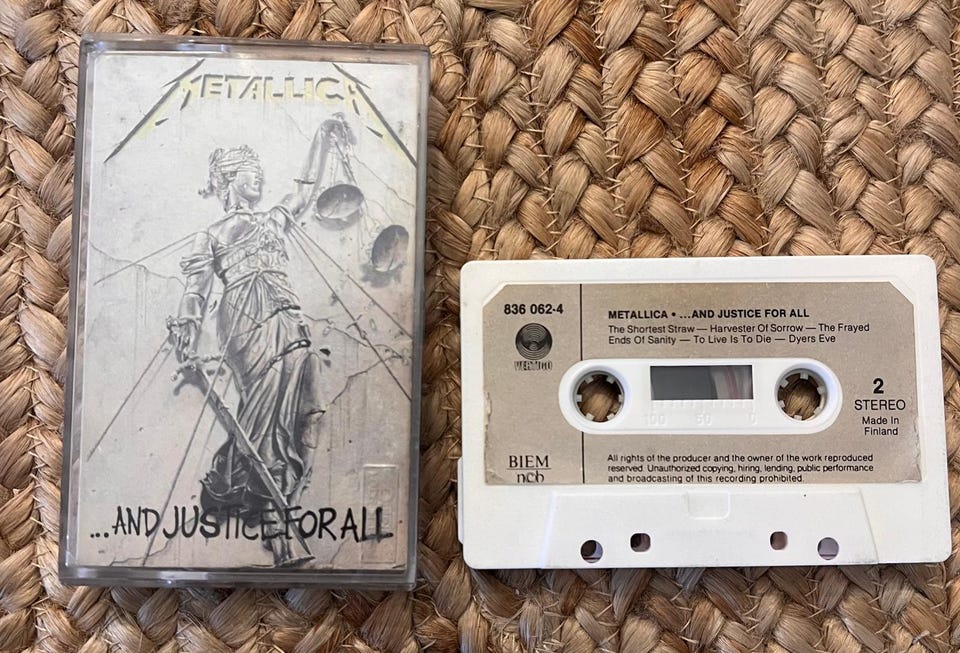 METALLICA
...AND JUSTICE FOR ALL
836 062-4
VERTIGO
METALLICA • ...AND JUSTICE FOR ALL
The Shortest Straw — Harvester Of Sorrow — The Frayed
Ends Of Sanity — To Live Is To Die — Dyers Eve
100 50 0
2
STEREO
Made In
Finland
BIEM
ncb
All rights of the producer and the owner of the work reproduced
reserved. Unauthorized copying, hiring, lending, public performance
and broadcasting of this recording prohibited.